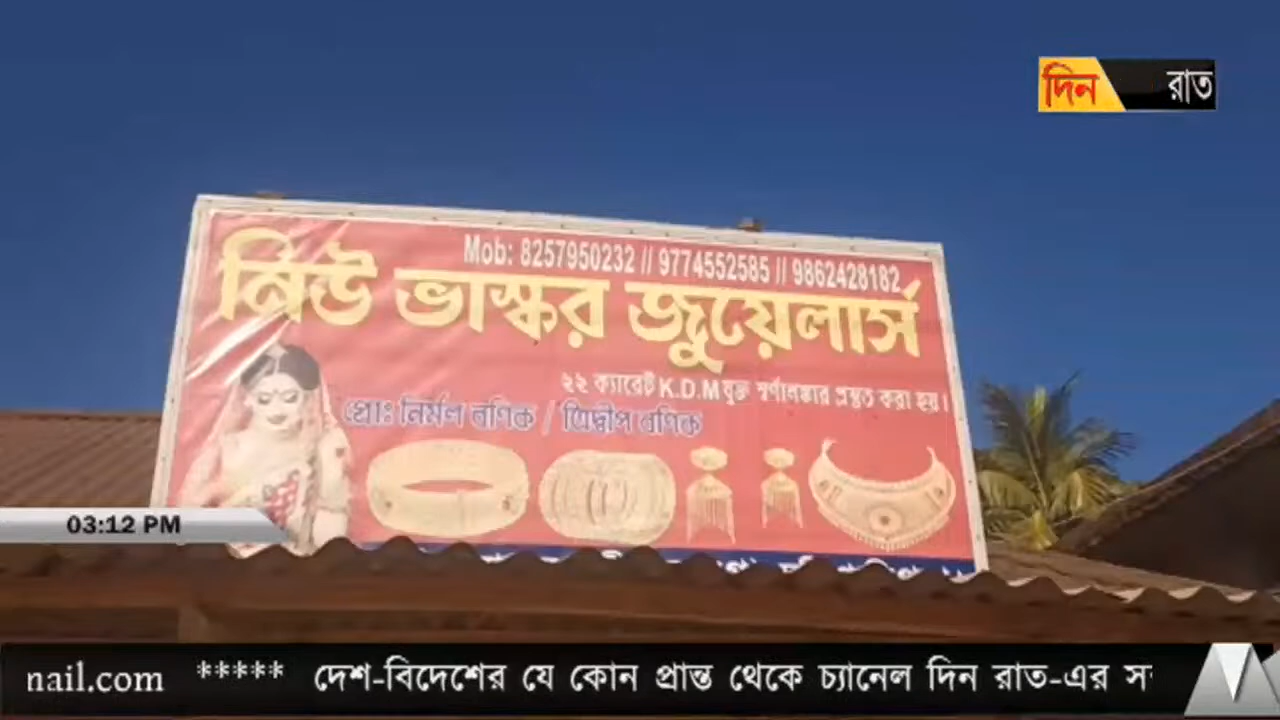 দিন রাত
Mob: 8257950232 // 9774552585 // 9862428182
নিউ ভাস্কর জুয়েলার্স
২২ ক্যারেট K.D.M যুক্ত স্বর্ণালঙ্কার প্রস্তুত করা হয়।
প্রোঃ নির্মল বণিক / ত্রিদ্বীপ বণিক
03:12 PM
nail.com ***** দেশ-বিদেশের যে কোন প্রান্ত থেকে চ্যানেল দিন রাত-এর